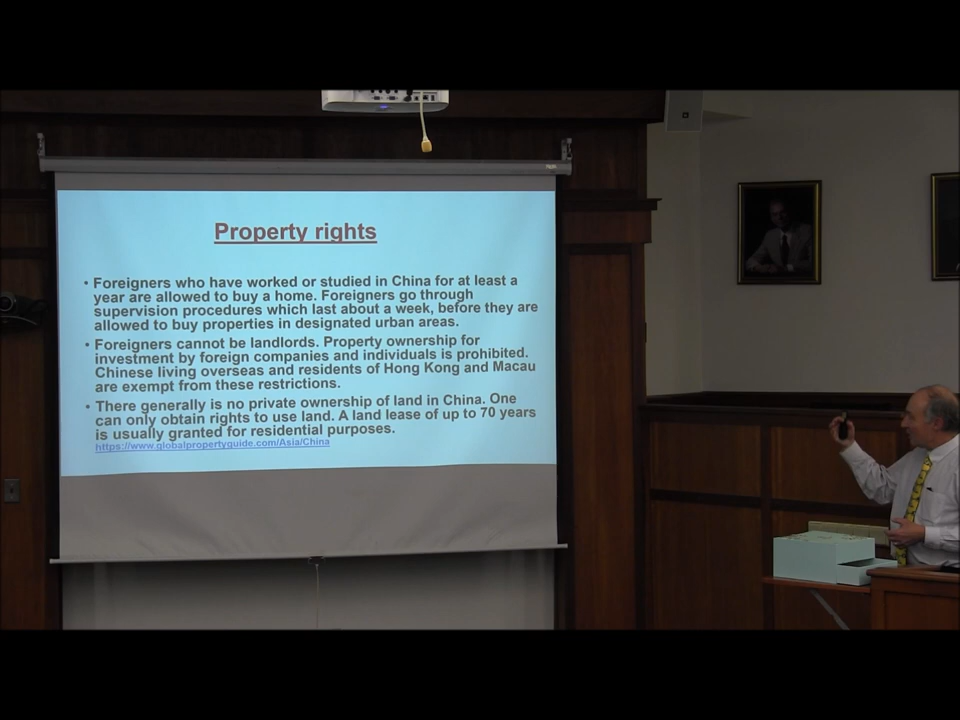 Property rights
• Foreigners who have worked or studied in China for at least a
year are allowed to buy a home. Foreigners go through
supervision procedures which last about a week, before they are
allowed to buy properties in designated urban areas.
• Foreigners cannot be landlords. Property ownership for
investment by foreign companies and individuals is prohibited.
Chinese living overseas and residents of Hong Kong and Macau
are exempt from these restrictions.
• There generally is no private ownership of land in China. One
can only obtain rights to use land. A land lease of up to 70 years
is usually granted for residential purposes.
https://www.globalpropertyguide.com/Asia/China